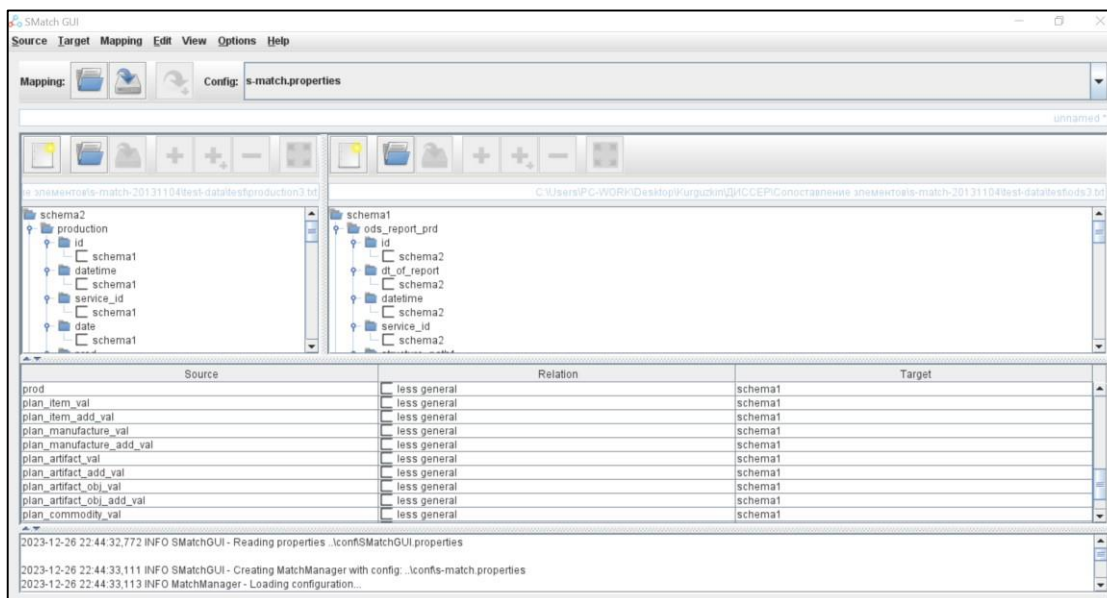 SMatch GUI
Source Target Mapping Edit View Options Help
Mapping: Config: s-match.properties
unnamed *
ие элементов\s-match-20131104\test-data\test\production3.txt
C:\Users\PC-WORK\Desktop\Kurguzkin\ДИССЕР\Сопоставление элементов\s-match-20131104\test-data\test\ods3.txt
schema2
production
id
schema1
datetime
schema1
service_id
schema1
date
schema1
prod
schema1
ods_report_prd
id
schema2
dt_of_report
schema2
datetime
schema2
service_id
schema2
Source Relation Target
prod less general schema1
plan_item_val less general schema1
plan_item_add_val less general schema1
plan_manufacture_val less general schema1
plan_manufacture_add_val less general schema1
plan_artifact_val less general schema1
plan_artifact_add_val less general schema1
plan_artifact_obj_val less general schema1
plan_artifact_obj_add_val less general schema1
plan_commodity_val less general schema1
2023-12-26 22:44:32,772 INFO SMatchGUI - Reading properties ..\conf\SMatchGUI.properties
2023-12-26 22:44:33,111 INFO SMatchGUI - Creating MatchManager with config: ..\conf\s-match.properties
2023-12-26 22:44:33,113 INFO MatchManager - Loading configuration...